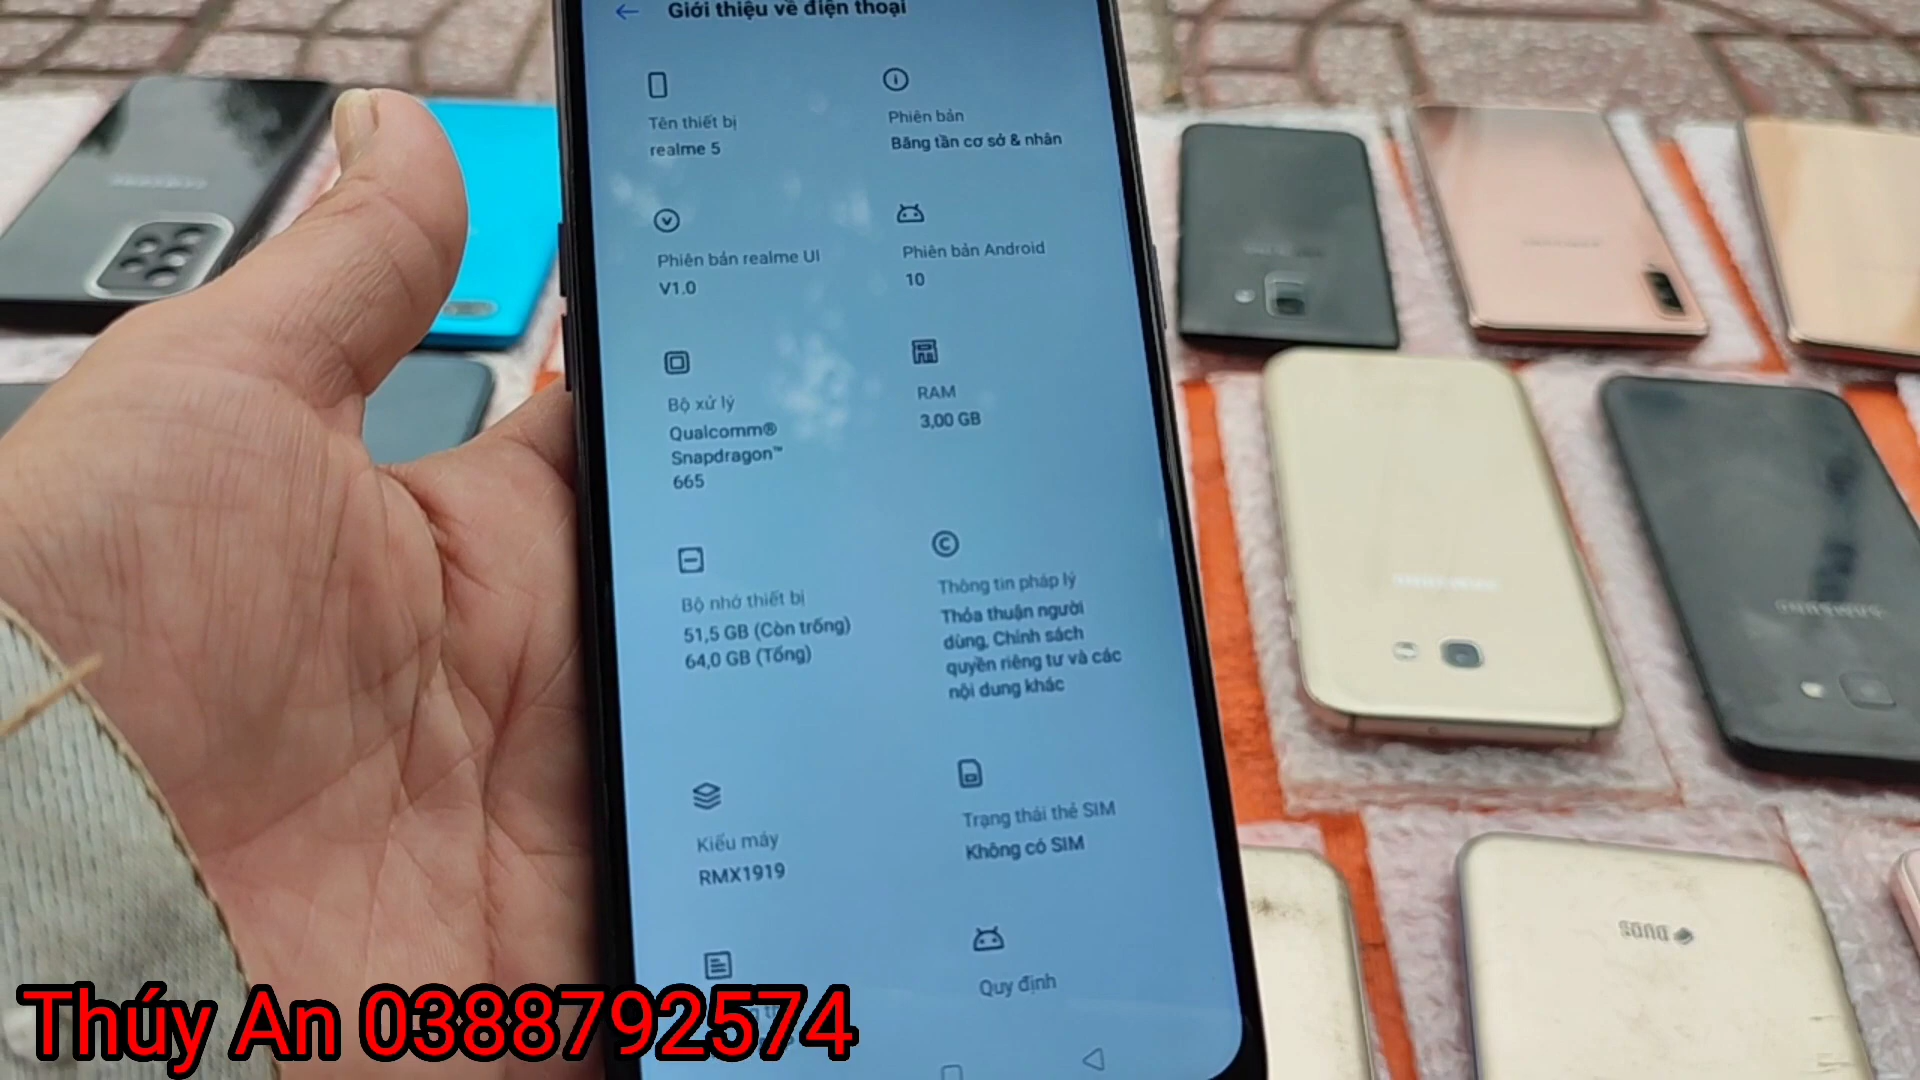 Giới thiệu về điện thoại
Tên thiết bị
realme 5
Phiên bản
Băng tần cơ sở & nhân
Phiên bản realme UI
V1.0
Phiên bản Android
10
Bộ xử lý
Qualcomm®
Snapdragon™
665
RAM
3,00 GB
Bộ nhớ thiết bị
51,5 GB (Còn trống)
64,0 GB (Tổng)
Thông tin pháp lý
Thỏa thuận người
dùng, Chính sách
quyền riêng tư và các
nội dung khác
Kiểu máy
RMX1919
Trạng thái thẻ SIM
Không có SIM
Quy định
SAMSUNG
DUOS
Thúy An 0388792574